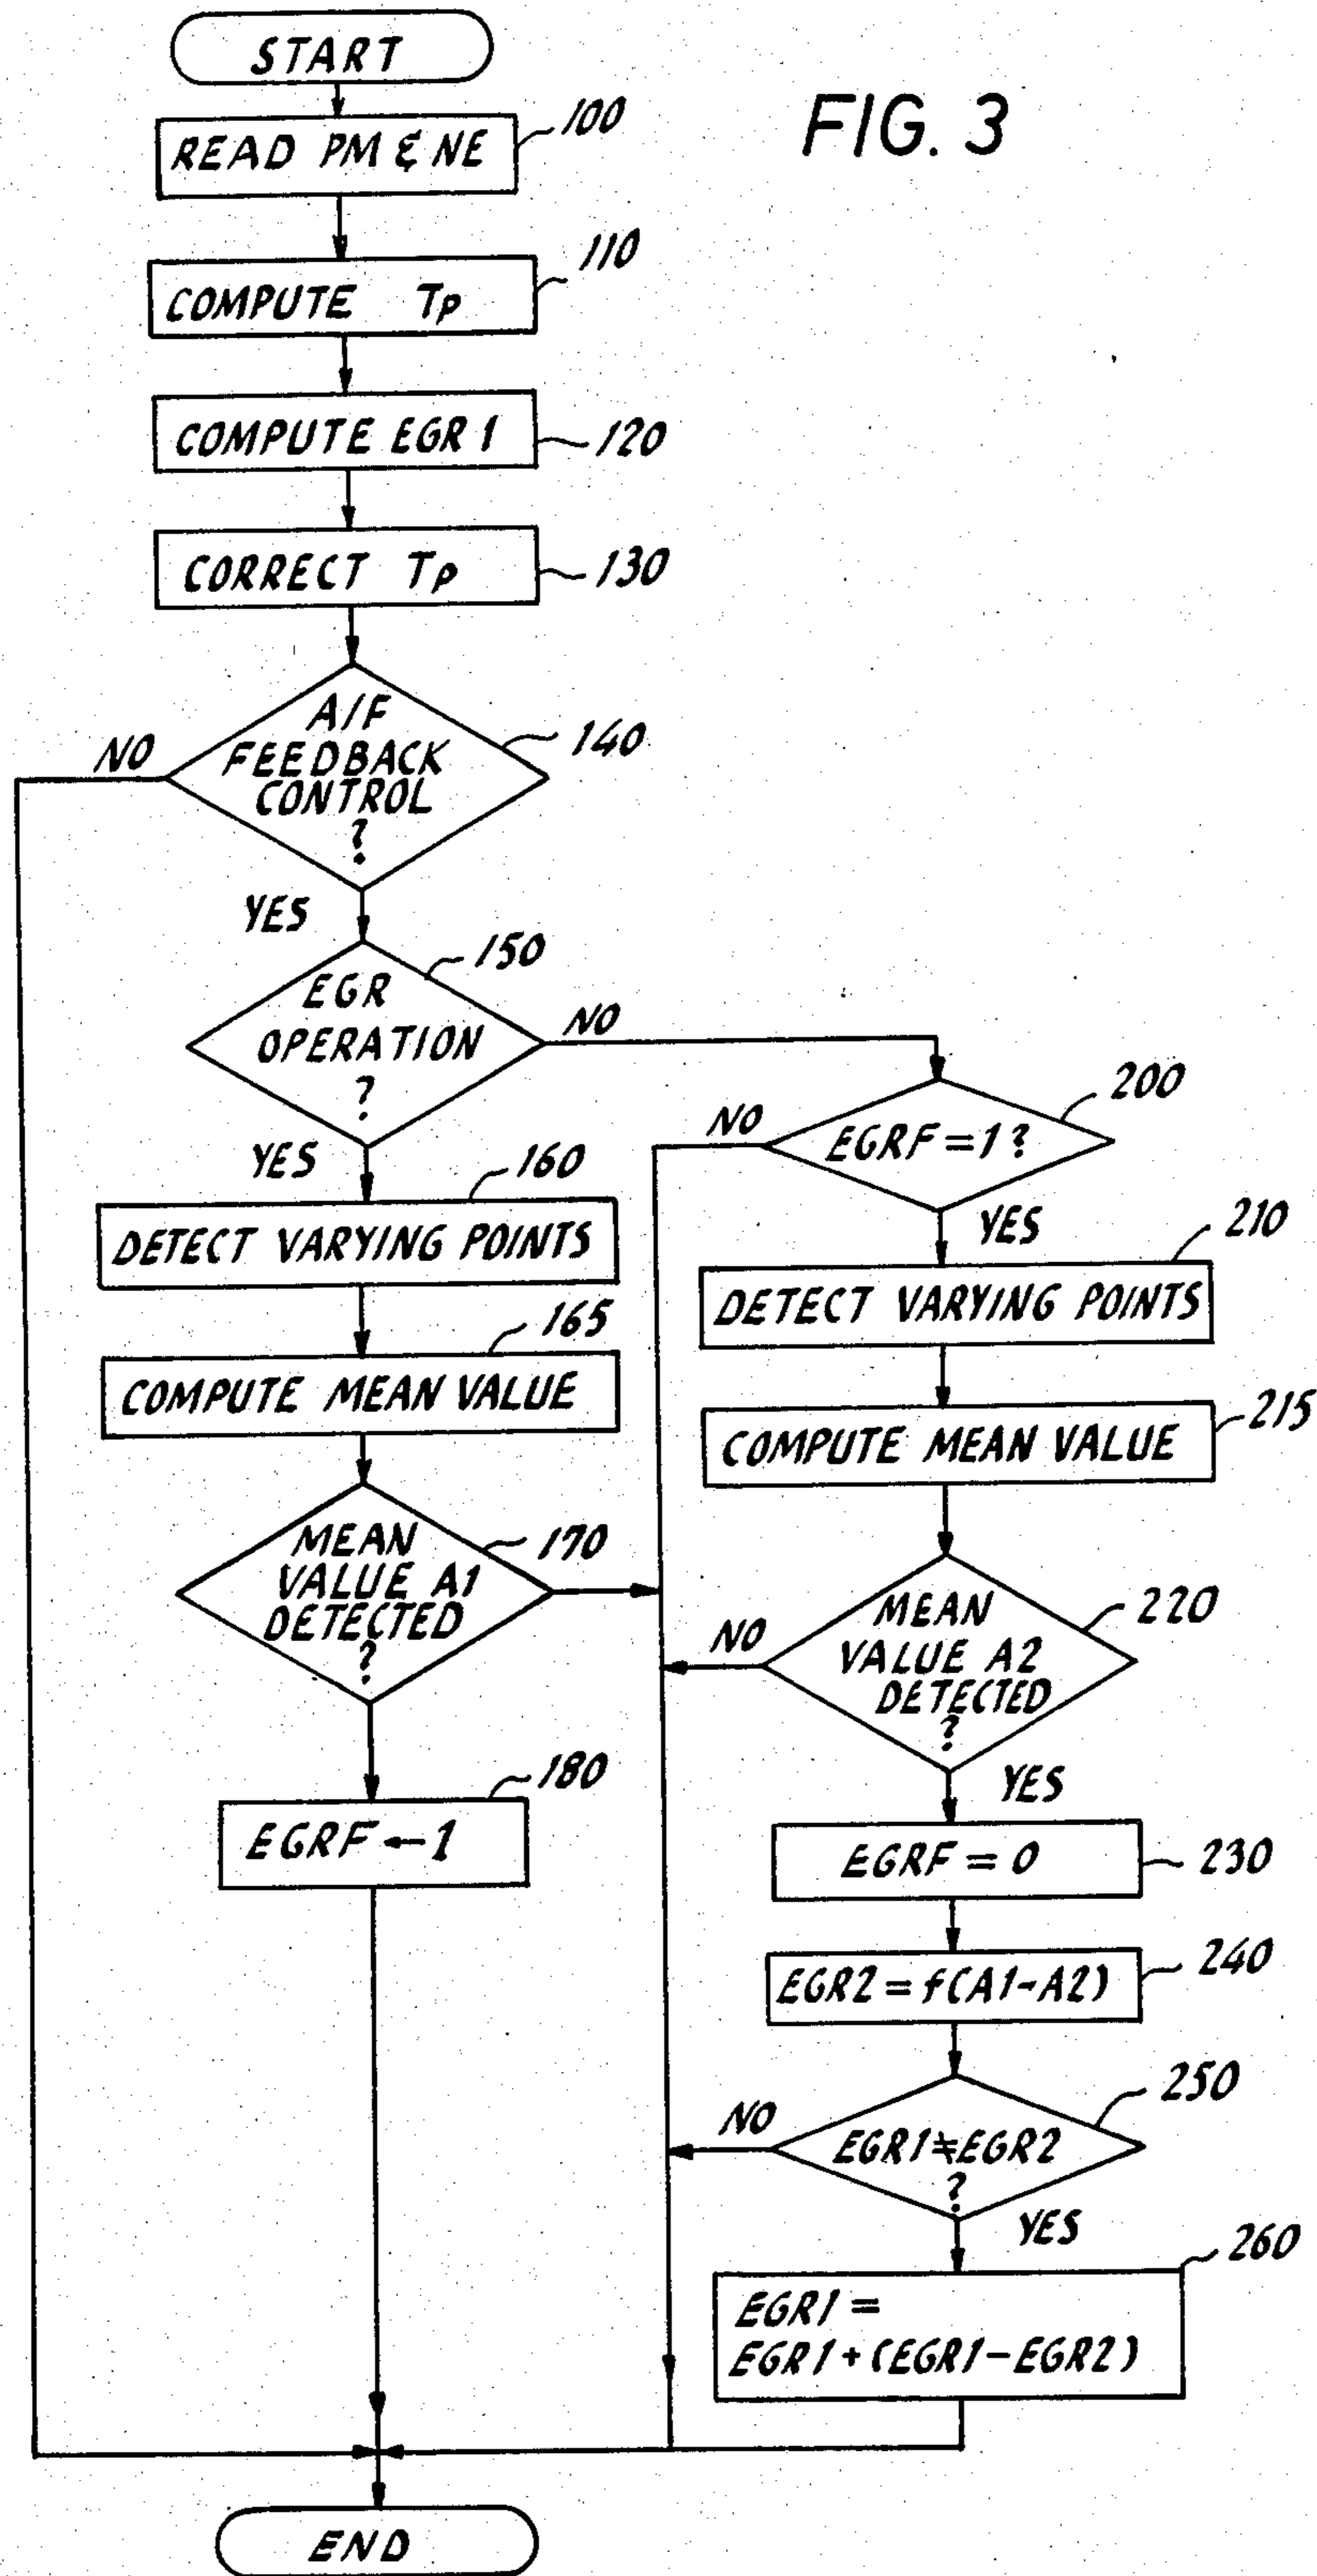 START
FIG. 3
READ PM & NE
100
COMPUTE Tp
110
COMPUTE EGR 1
120
CORRECT Tp
130
A/F
FEEDBACK
CONTROL
?
140
NO
YES
EGR
OPERATION
?
150
NO
YES
EGRF = 1 ?
200
NO
YES
DETECT VARYING POINTS
160
DETECT VARYING POINTS
210
COMPUTE MEAN VALUE
165
COMPUTE MEAN VALUE
215
MEAN
VALUE A1
DETECTED
?
170
MEAN
VALUE A2
DETECTED
?
220
NO
YES
EGRF ← 1
180
EGRF = 0
230
EGR2 = f(A1-A2)
240
EGR1≠EGR2
?
250
NO
YES
EGR1 =
EGR1 + (EGR1 - EGR2)
260
END